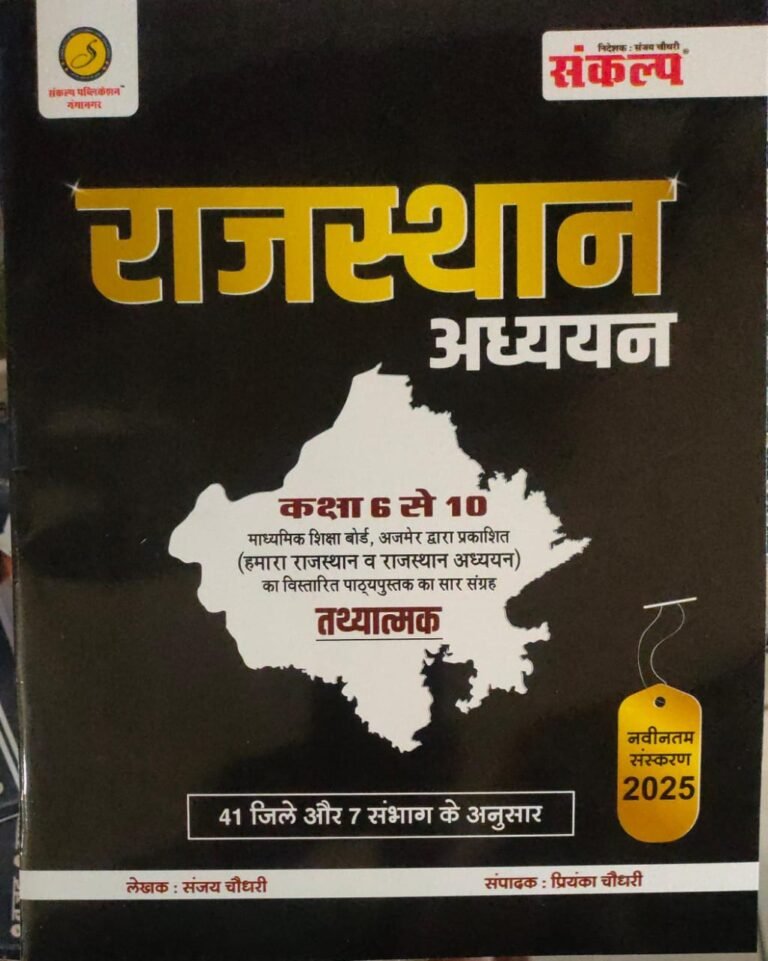 संकल्प पब्लिकेशन™
गंगानगर
निदेशक : संजय चौधरी
संकल्प®
राजस्थान
अध्ययन
कक्षा 6 से 10
माध्यमिक शिक्षा बोर्ड, अजमेर द्वारा प्रकाशित
(हमारा राजस्थान व राजस्थान अध्ययन)
का विस्तारित पाठ्यपुस्तक का सार संग्रह
तथ्यात्मक
नवीनतम
संस्करण
2025
41 जिले और 7 संभाग के अनुसार
लेखक : संजय चौधरी
संपादक : प्रियंका चौधरी